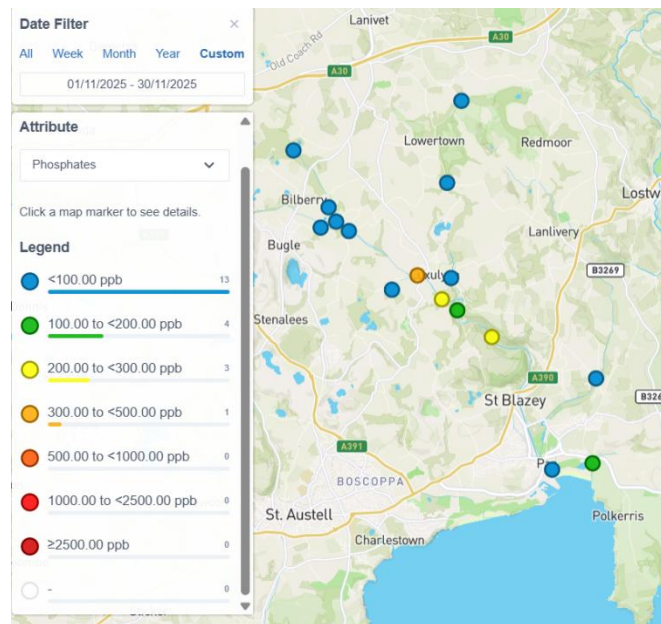 Date Filter ×
All Week Month Year Custom
01/11/2025 - 30/11/2025
Attribute
Phosphates
Click a map marker to see details.
Legend
<100.00 ppb 13
100.00 to <200.00 ppb 4
200.00 to <300.00 ppb 3
300.00 to <500.00 ppb 1
500.00 to <1000.00 ppb 0
1000.00 to <2500.00 ppb 0
≥2500.00 ppb 0
- 0
Lanivet
Old Coach Rd
A30
A30
Lowertown
Redmoor
Bilberry
Lostw
Lanlivery
Bugle
B3269
Stenalees
A390
St Blazey
B326
A391
BOSCOPPA
St. Austell
Polkerris
Charlestown